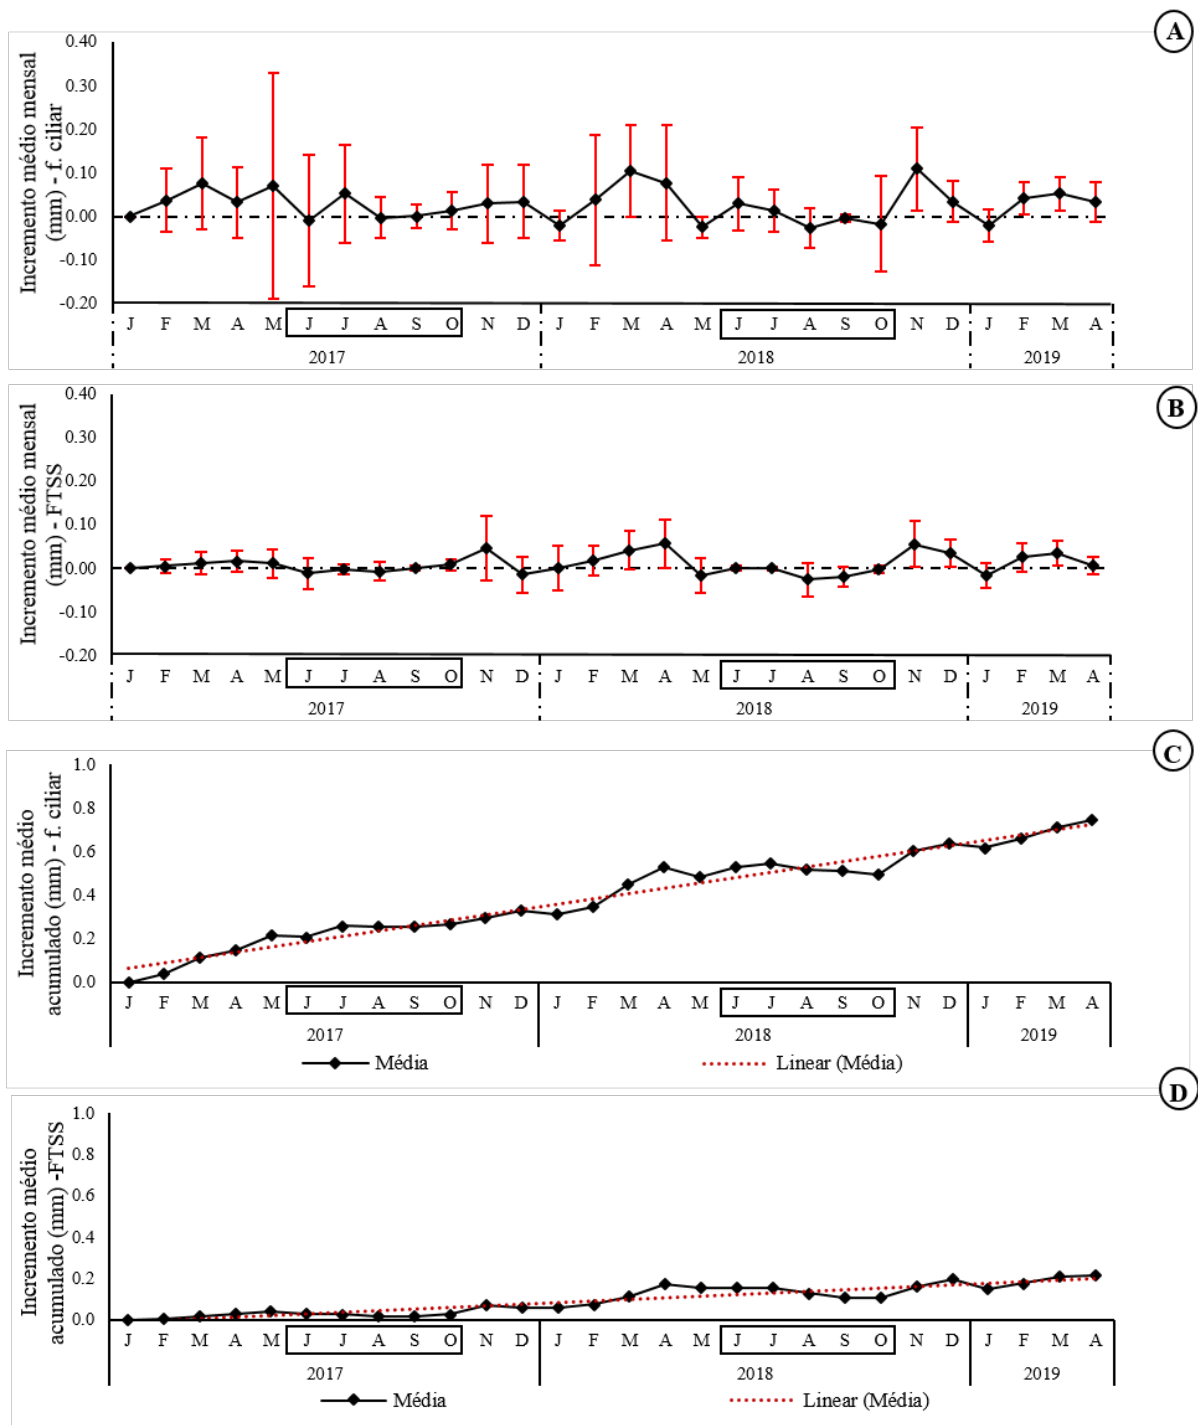 A
Incremento médio mensal
(mm) - f. ciliar
0.40
0.30
0.20
0.10
0.00
-0.10
-0.20
J F M A M J J A S O N D J F M A M J J A S O N D J F M A
2017 2018 2019
B
Incremento médio mensal
(mm) - FTSS
0.40
0.30
0.20
0.10
0.00
-0.10
-0.20
J F M A M J J A S O N D J F M A M J J A S O N D J F M A
2017 2018 2019
C
Incremento médio
acumulado (mm) - f. ciliar
1.0
0.8
0.6
0.4
0.2
0.0
J F M A M J J A S O N D J F M A M J J A S O N D J F M A
2017 2018 2019
Média Linear (Média)
D
Incremento médio
acumulado (mm) -FTSS
1.0
0.8
0.6
0.4
0.2
0.0
J F M A M J J A S O N D J F M A M J J A S O N D J F M A
2017 2018 2019
Média Linear (Média)